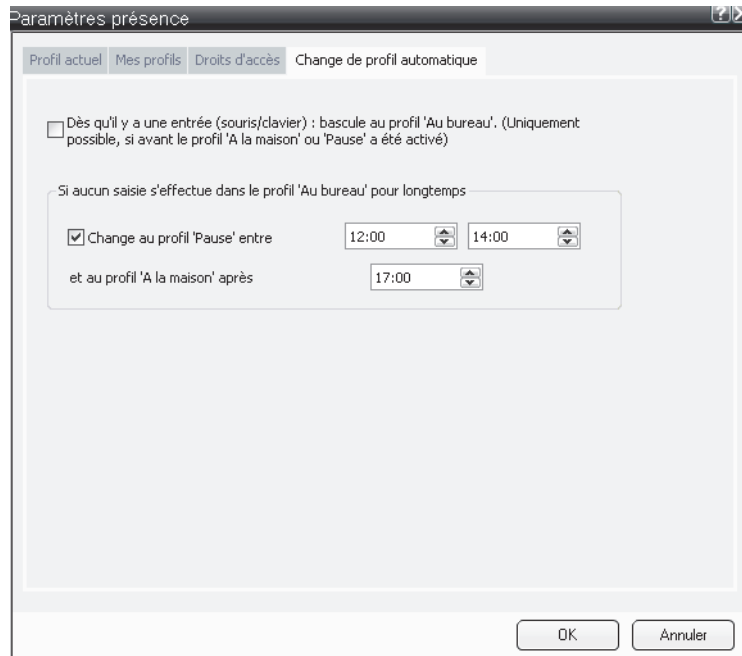 Paramètres présence
Profil actuel Mes profils Droits d'accès Change de profil automatique
Dès qu'il y a une entrée (souris/clavier) : bascule au profil 'Au bureau'. (Uniquement
possible, si avant le profil 'A la maison' ou 'Pause' a été activé)
Si aucun saisie s'effectue dans le profil 'Au bureau' pour longtemps
Change au profil 'Pause' entre 12:00 14:00
et au profil 'A la maison' après 17:00
OK Annuler